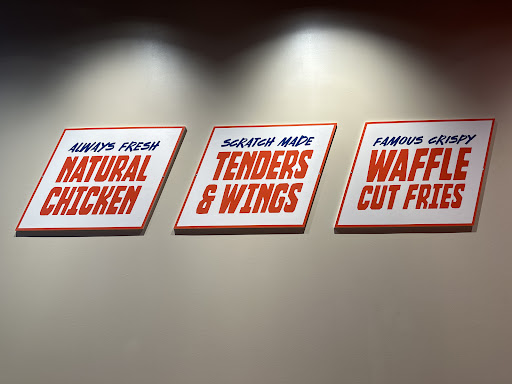 ALWAYS FRESH
NATURAL
CHICKEN
SCRATCH MADE
TENDERS
& WINGS
FAMOUS CRISPY
WAFFLE
CUT FRIES